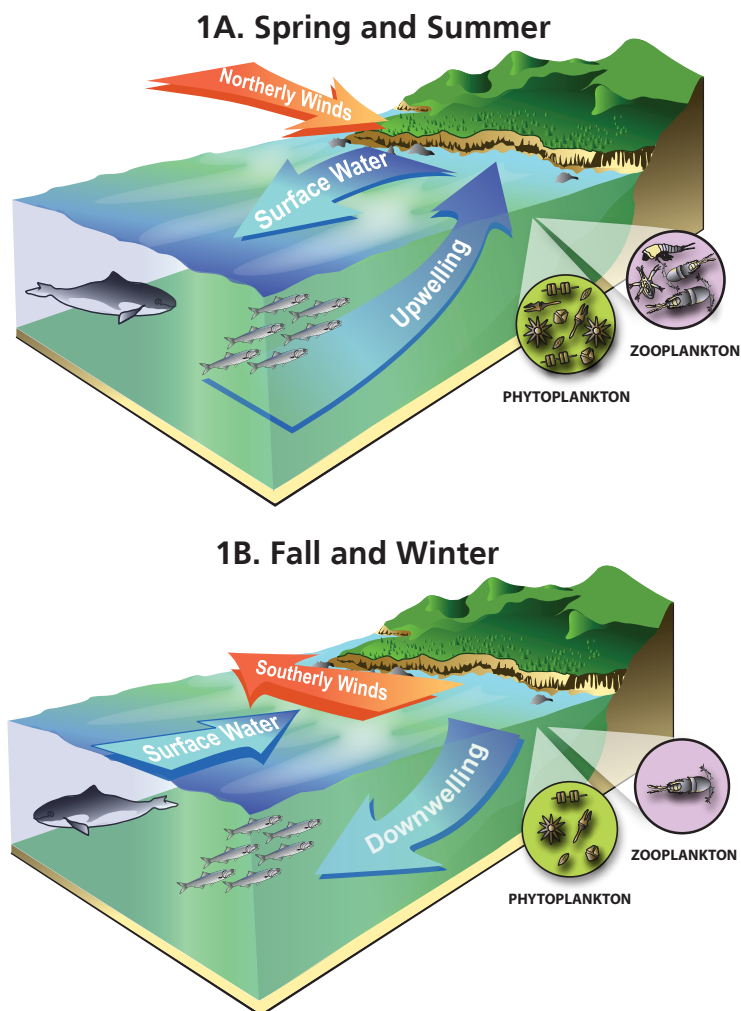 1A. Spring and Summer
Northerly Winds
Surface Water
Upwelling
ZOOPLANKTON
PHYTOPLANKTON
1B. Fall and Winter
Southerly Winds
Surface Water
Downwelling
ZOOPLANKTON
PHYTOPLANKTON